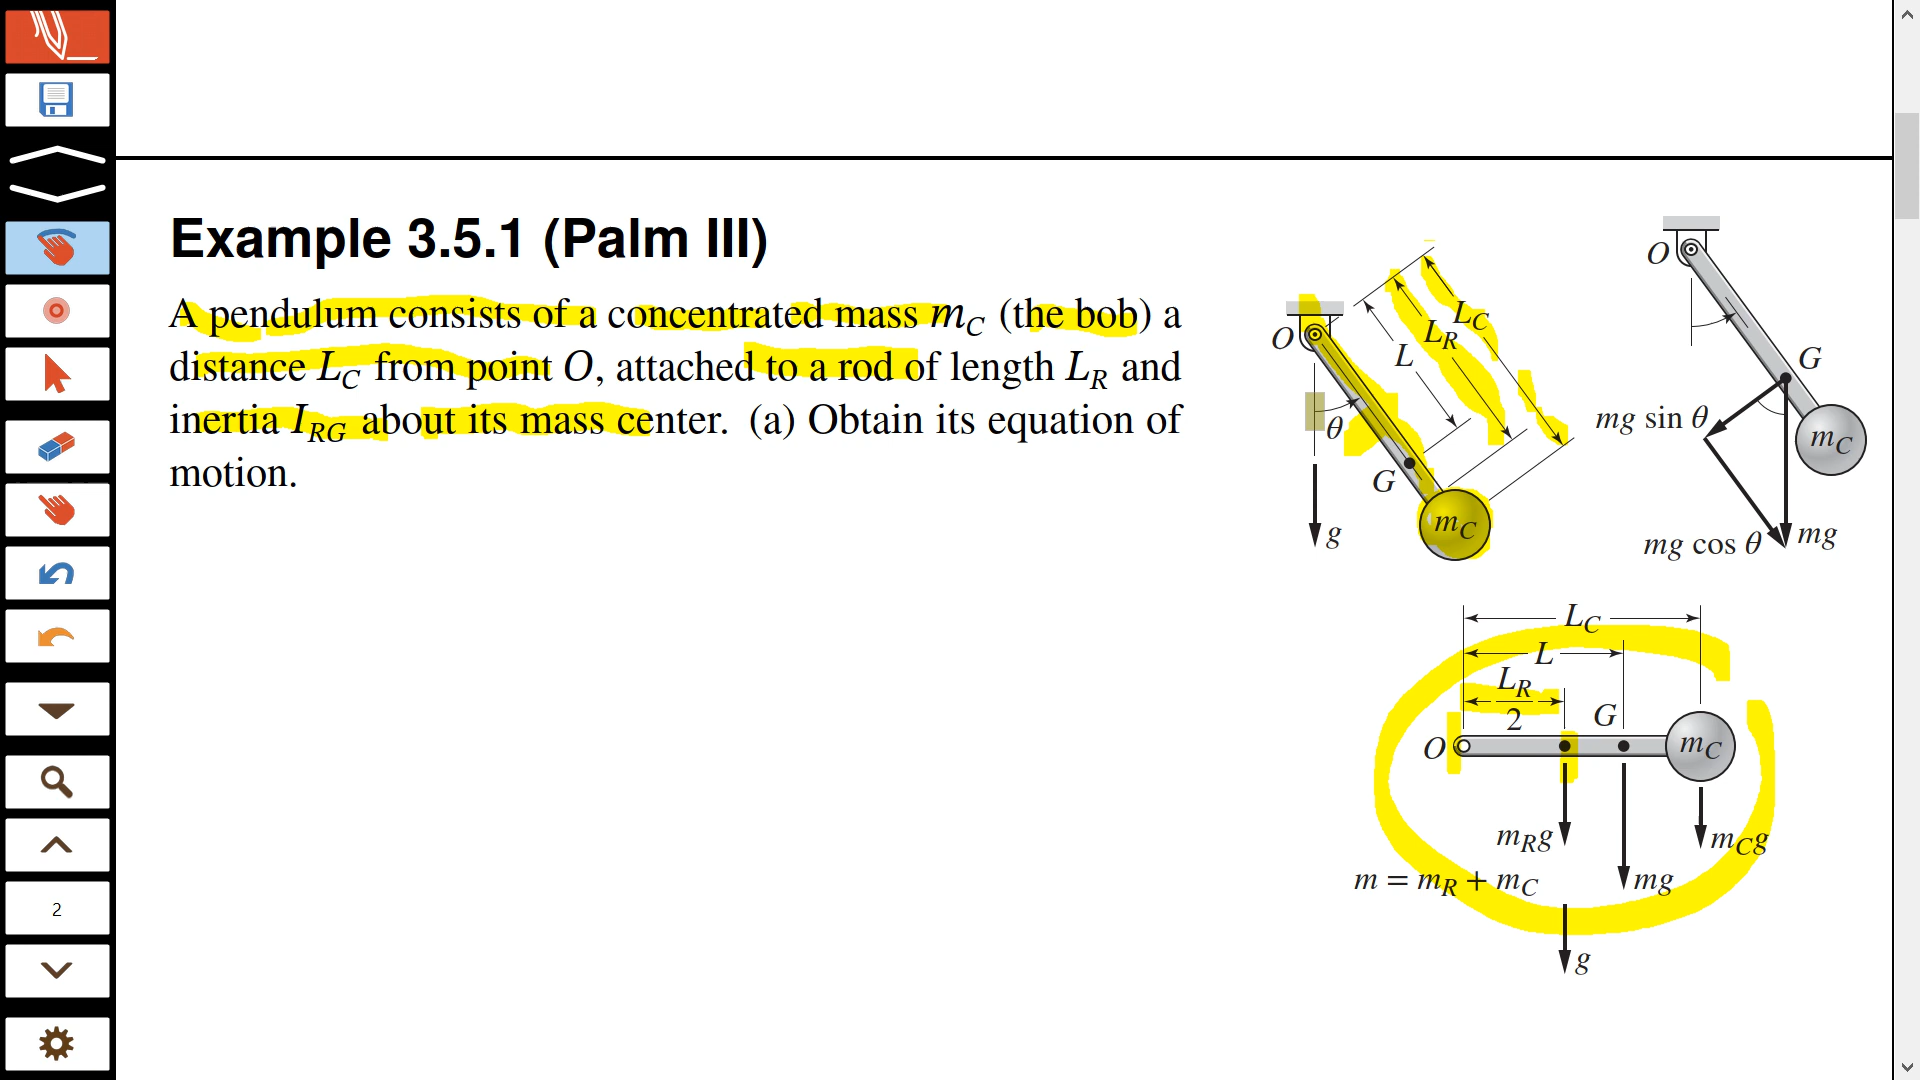 Example 3.5.1 (Palm III)
A pendulum consists of a concentrated mass m_C (the bob) a
distance L_C from point O, attached to a rod of length L_R and
inertia I_RG about its mass center. (a) Obtain its equation of
motion.
O
L_C
L_R
L
θ
G
m_C
g
O
G
mg sin θ
m_C
mg cos θ
mg
L_C
L
L_R
2
G
O
m_C
m_Rg
m_Cg
m = m_R + m_C
mg
g
2